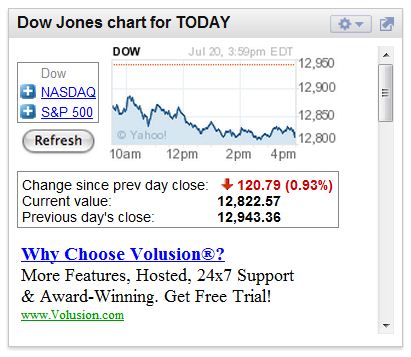 Dow Jones chart for TODAY
DOW Jul 20, 3:59pm EDT
Dow
NASDAQ
S&P 500
Refresh
12,950
12,900
12,850
12,800
© Yahoo!
10am 12pm 2pm 4pm
Change since prev day close: 120.79 (0.93%)
Current value: 12,822.57
Previous day's close: 12,943.36
Why Choose Volusion®?
More Features, Hosted, 24x7 Support
& Award-Winning. Get Free Trial!
www.Volusion.com